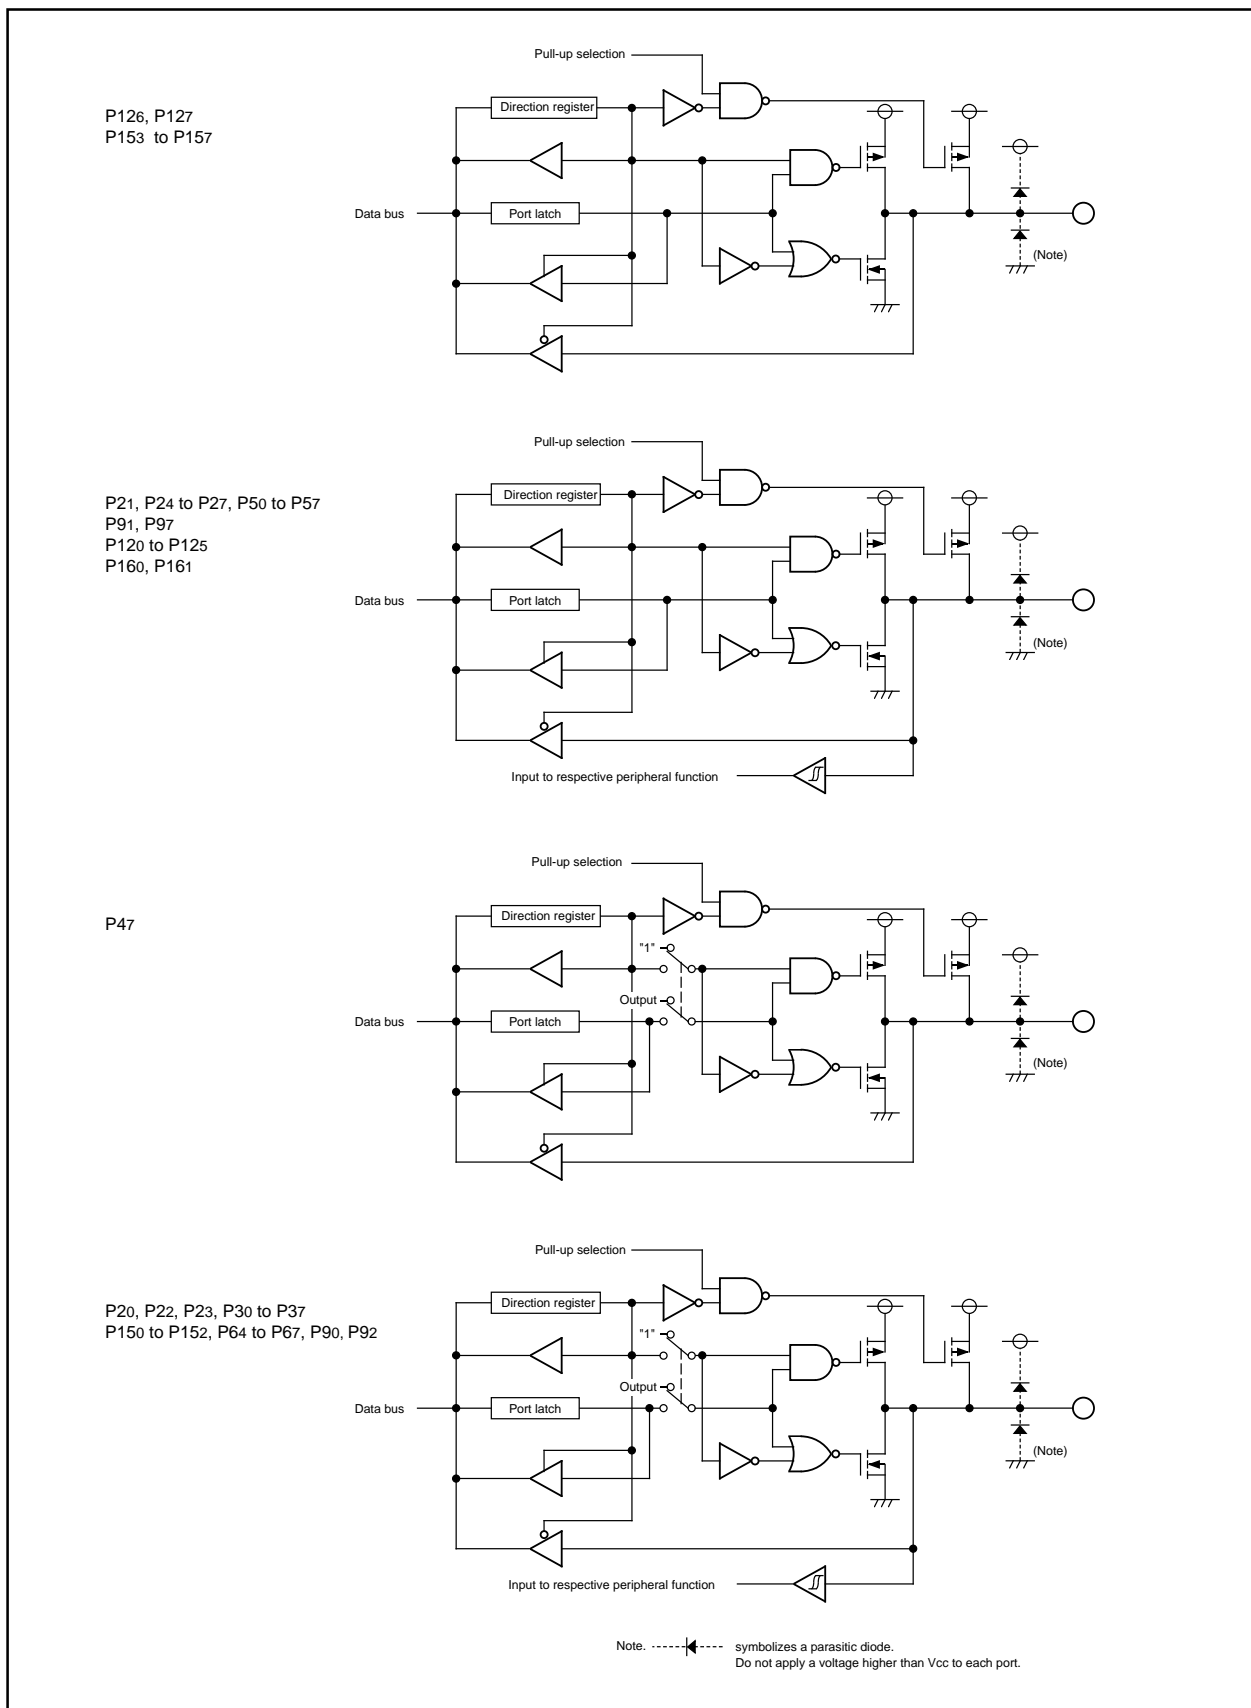 Pull-up selection
P126, P127
P153 to P157
Direction register
Data bus
Port latch
(Note)
Pull-up selection
P21, P24 to P27, P50 to P57
P91, P97
P120 to P125
P160, P161
Direction register
Data bus
Port latch
(Note)
Input to respective peripheral function
Pull-up selection
P47
Direction register
"1"
Output
Data bus
Port latch
(Note)
Pull-up selection
P20, P22, P23, P30 to P37
P150 to P152, P64 to P67, P90, P92
Direction register
"1"
Output
Data bus
Port latch
(Note)
Input to respective peripheral function
Note. symbolizes a parasitic diode.
Do not apply a voltage higher than Vcc to each port.